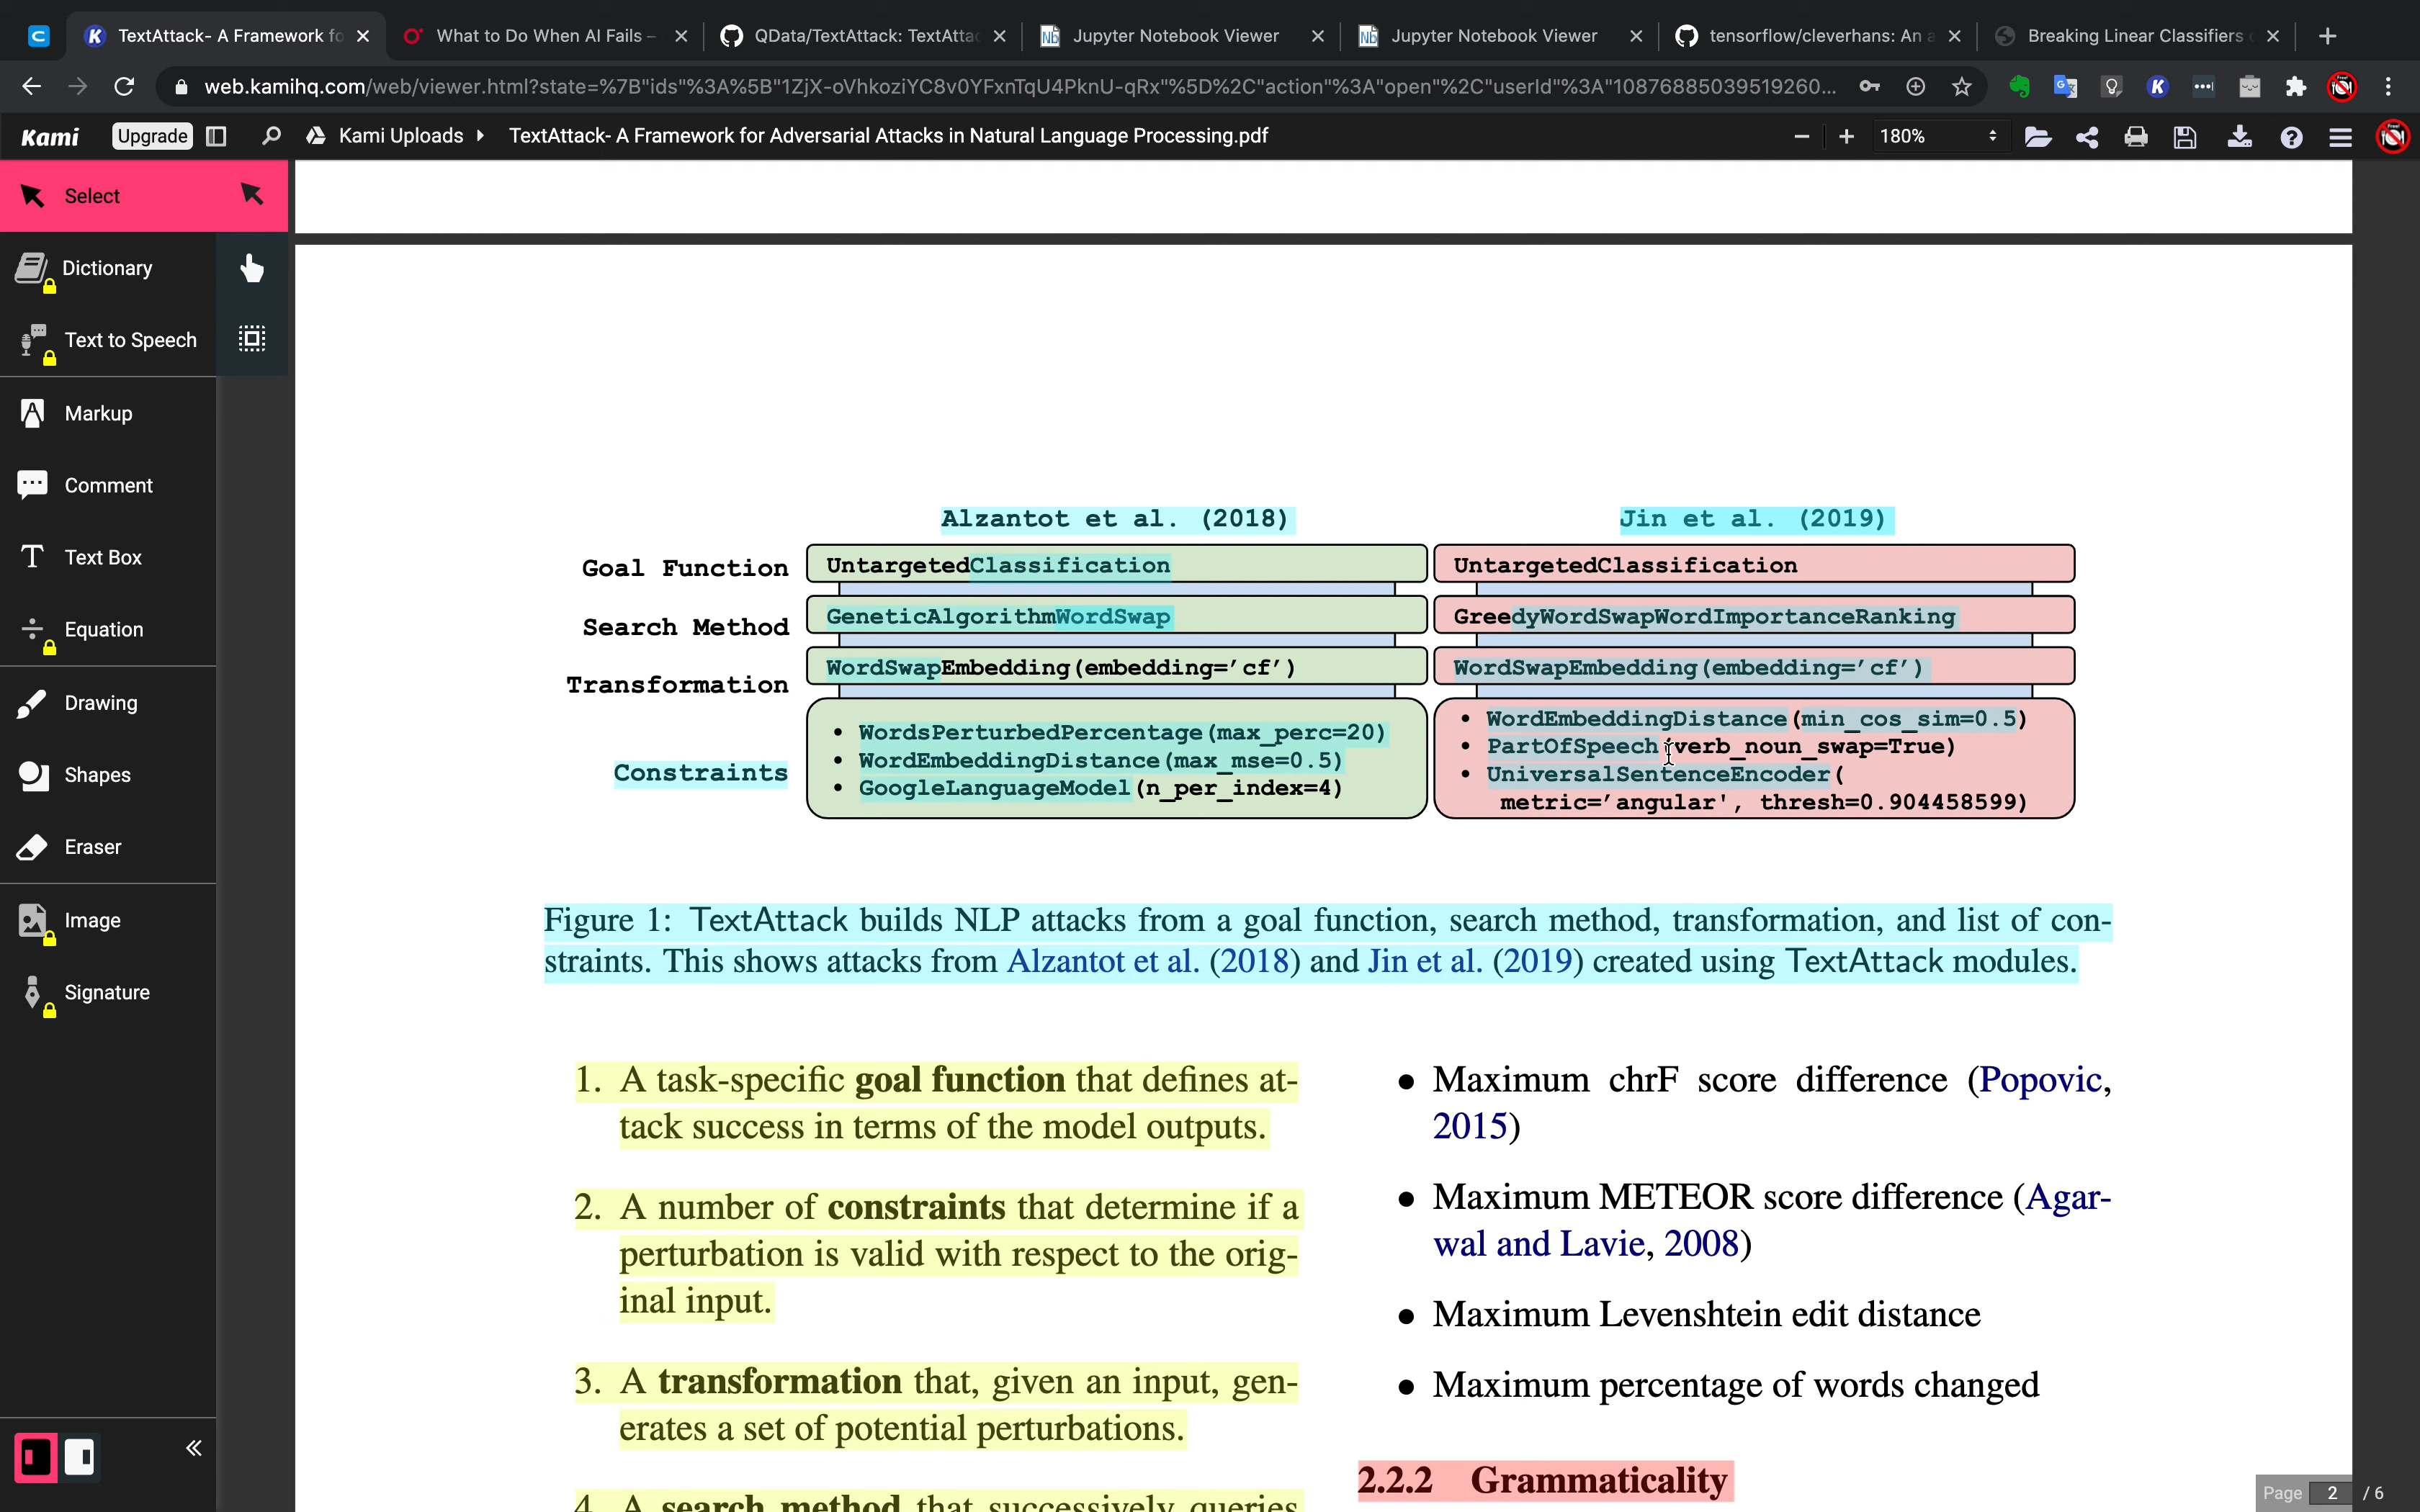 TextAttack- A Framework fo
What to Do When AI Fails –
QData/TextAttack: TextAttac
Jupyter Notebook Viewer
Jupyter Notebook Viewer
tensorflow/cleverhans: An a
Breaking Linear Classifiers o
web.kamihq.com/web/viewer.html?state=%7B"ids"%3A%5B"1ZjX-oVhkoziYC8v0YFxnTqU4PknU-qRx"%5D%2C"action"%3A"open"%2C"userId"%3A"10876885039519260...
Kami
Upgrade
Kami Uploads
TextAttack- A Framework for Adversarial Attacks in Natural Language Processing.pdf
180%
Select
Dictionary
Text to Speech
Markup
Comment
Text Box
Equation
Drawing
Shapes
Eraser
Image
Signature
Alzantot et al. (2018)
Jin et al. (2019)
Goal Function
UntargetedClassification
UntargetedClassification
Search Method
GeneticAlgorithmWordSwap
GreedyWordSwapWordImportanceRanking
Transformation
WordSwapEmbedding(embedding=’cf’)
WordSwapEmbedding(embedding=’cf’)
Constraints
• WordsPerturbedPercentage(max_perc=20)
• WordEmbeddingDistance(max_mse=0.5)
• GoogleLanguageModel(n_per_index=4)
• WordEmbeddingDistance(min_cos_sim=0.5)
• PartOfSpeech(verb_noun_swap=True)
• UniversalSentenceEncoder(
metric=’angular', thresh=0.904458599)
Figure 1: TextAttack builds NLP attacks from a goal function, search method, transformation, and list of con-
straints. This shows attacks from Alzantot et al. (2018) and Jin et al. (2019) created using TextAttack modules.
1. A task-specific goal function that defines at-
tack success in terms of the model outputs.
2. A number of constraints that determine if a
perturbation is valid with respect to the orig-
inal input.
3. A transformation that, given an input, gen-
erates a set of potential perturbations.
4. A search method that successively queries
• Maximum chrF score difference (Popovic,
2015)
• Maximum METEOR score difference (Agar-
wal and Lavie, 2008)
• Maximum Levenshtein edit distance
• Maximum percentage of words changed
2.2.2 Grammaticality
Page 2 / 6